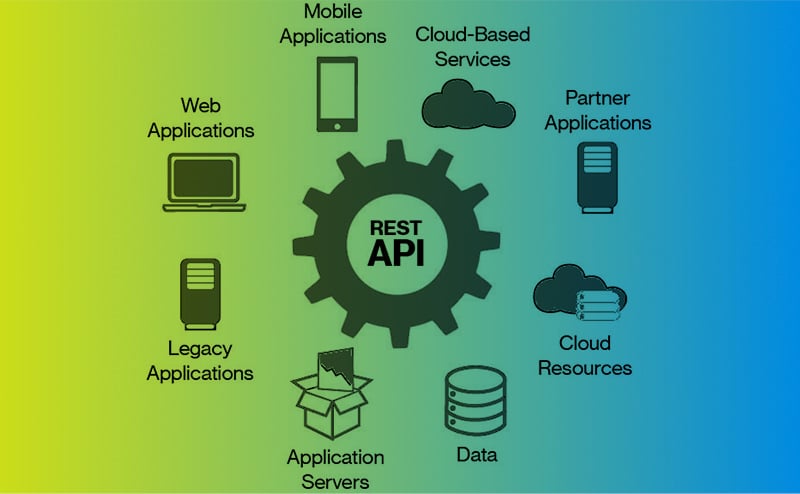 Mobile
Applications
Cloud-Based
Services
Web
Applications
Partner
Applications
REST
API
Legacy
Applications
Cloud
Resources
Application
Servers
Data